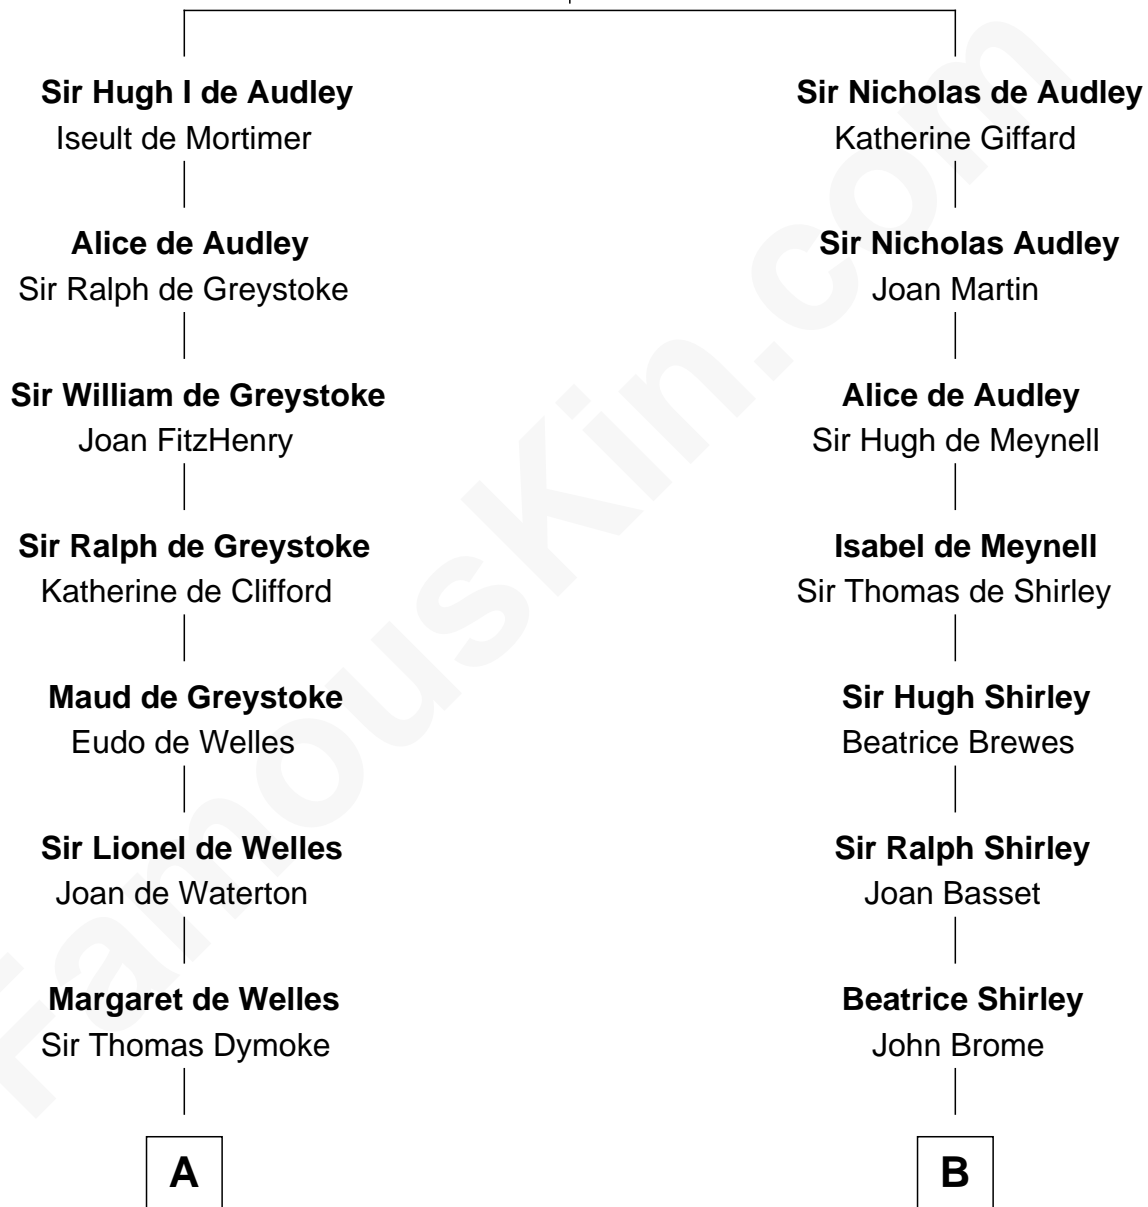 Sir Hugh I de Audley
Iseult de Mortimer
Alice de Audley
Sir Ralph de Greystoke
Sir William de Greystoke
Joan FitzHenry
Sir Ralph de Greystoke
Katherine de Clifford
Maud de Greystoke
Eudo de Welles
Sir Lionel de Welles
Joan de Waterton
Margaret de Welles
Sir Thomas Dymoke
A
Sir Nicholas de Audley
Katherine Giffard
Sir Nicholas Audley
Joan Martin
Alice de Audley
Sir Hugh de Meynell
Isabel de Meynell
Sir Thomas de Shirley
Sir Hugh Shirley
Beatrice Brewes
Sir Ralph Shirley
Joan Basset
Beatrice Shirley
John Brome
B
FamousKin.com